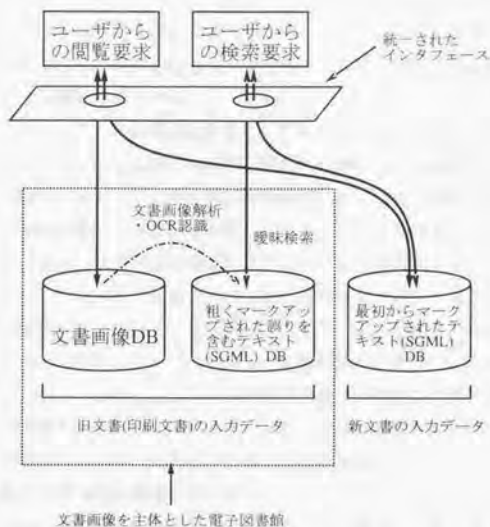 ユーザから
の閲覧要求
ユーザから
の検索要求
統一された
インタフェース
文書画像解析
・OCR認識
曖昧検索
文書画像DB
粗くマークアッ
プされた誤りを
含むテキスト
(SGML) DB
最初からマーク
アップされたテ
キスト(SGML)
DB
旧文書(印刷文書)の入力データ
新文書の入力データ
文書画像を主体とした電子図書館